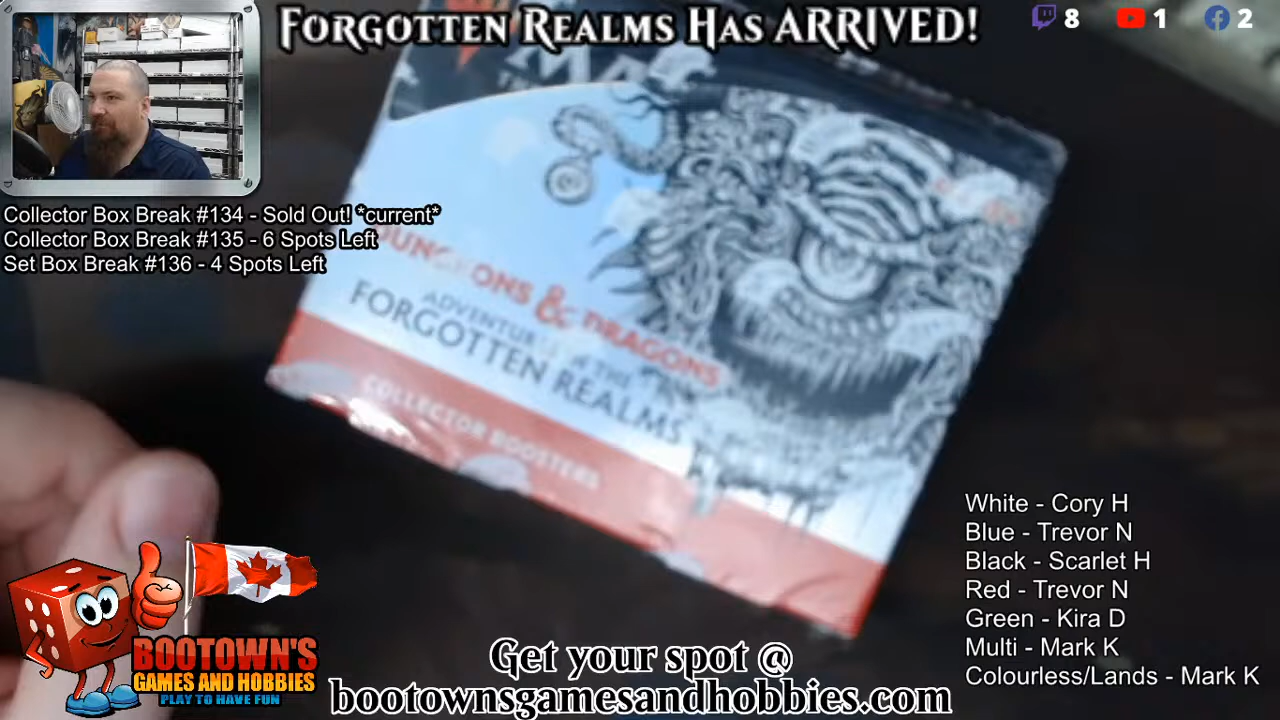 FORGOTTEN REALMS HAS ARRIVED!
8 1 2
Collector Box Break #134 - Sold Out! *current*
Collector Box Break #135 - 6 Spots Left
Set Box Break #136 - 4 Spots Left
DUNGEONS & DRAGONS
ADVENTURES IN THE
FORGOTTEN REALMS
COLLECTOR BOOSTERS
White - Cory H
Blue - Trevor N
Black - Scarlet H
Red - Trevor N
Green - Kira D
Multi - Mark K
Colourless/Lands - Mark K
BOOTOWN'S
GAMES AND HOBBIES
PLAY TO HAVE FUN
Get your spot @
bootownsgamesandhobbies.com